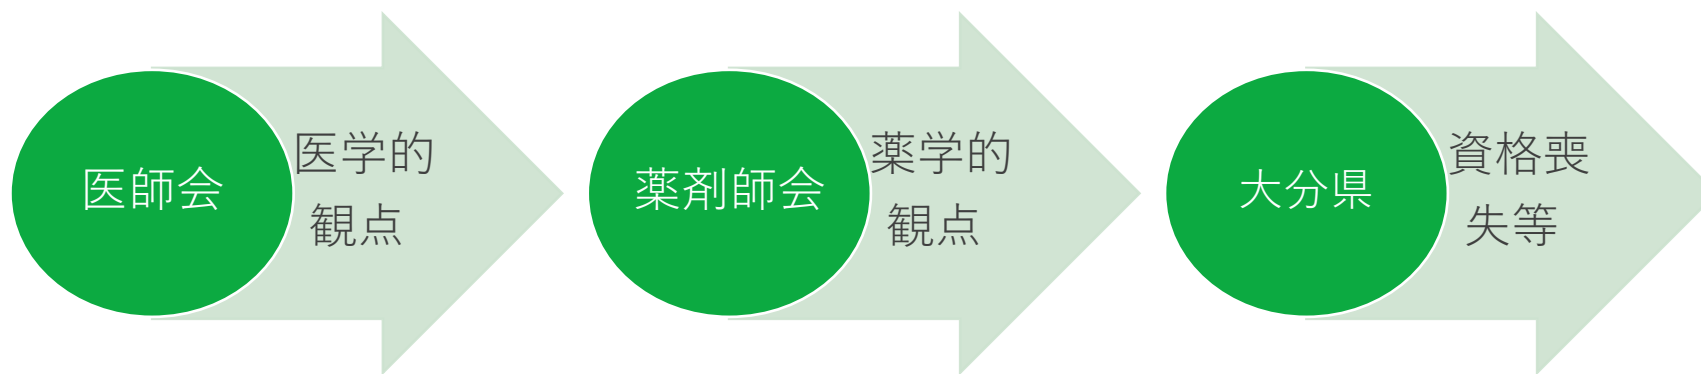 医師会
医学的
観点
薬剤師会
薬学的
観点
大分県
資格喪
失等